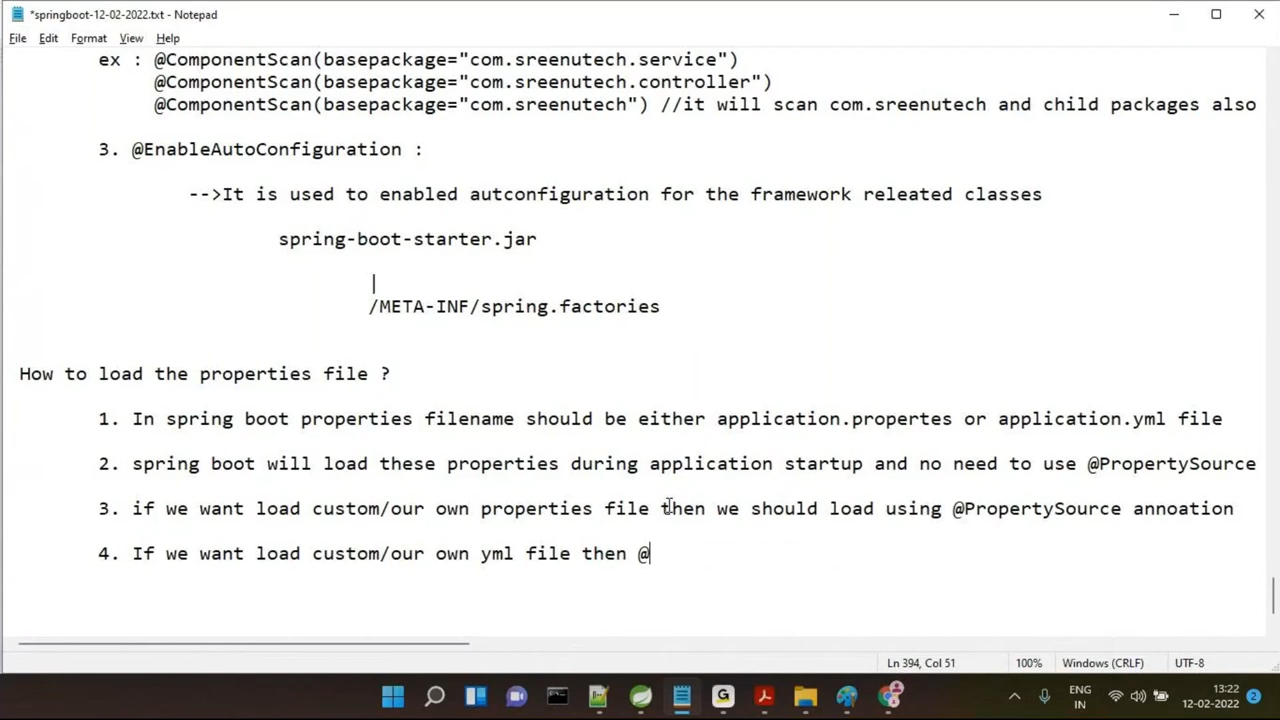 *springboot-12-02-2022.txt - Notepad
File Edit Format View Help
ex : @ComponentScan(basepackage="com.sreenutech.service")
@ComponentScan(basepackage="com.sreenutech.controller")
@ComponentScan(basepackage="com.sreenutech") //it will scan com.sreenutech and child packages also
3. @EnableAutoConfiguration :
-->It is used to enabled autconfiguration for the framework releated classes
spring-boot-starter.jar
|
/META-INF/spring.factories
How to load the properties file ?
1. In spring boot properties filename should be either application.propertes or application.yml file
2. spring boot will load these properties during application startup and no need to use @PropertySource
3. if we want load custom/our own properties file then we should load using @PropertySource annoation
4. If we want load custom/our own yml file then @
Ln 394, Col 51 100% Windows (CRLF) UTF-8
G
ENG
IN
13:22
12-02-2022
2